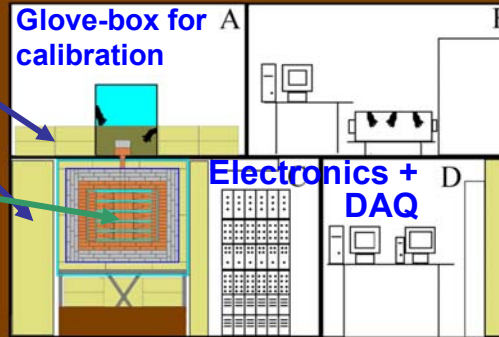 Glove-box for
calibration
A
B
Electronics +
DAQ
C
D